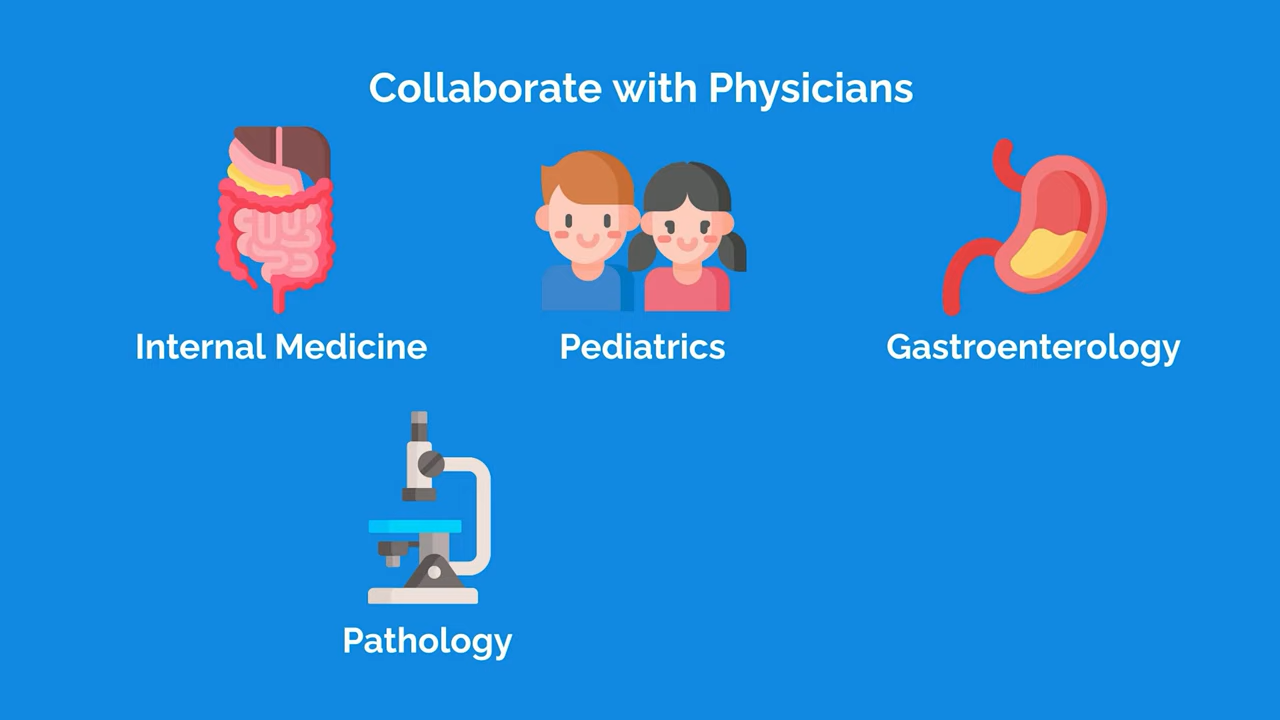 Collaborate with Physicians
Internal Medicine
Pediatrics
Gastroenterology
Pathology